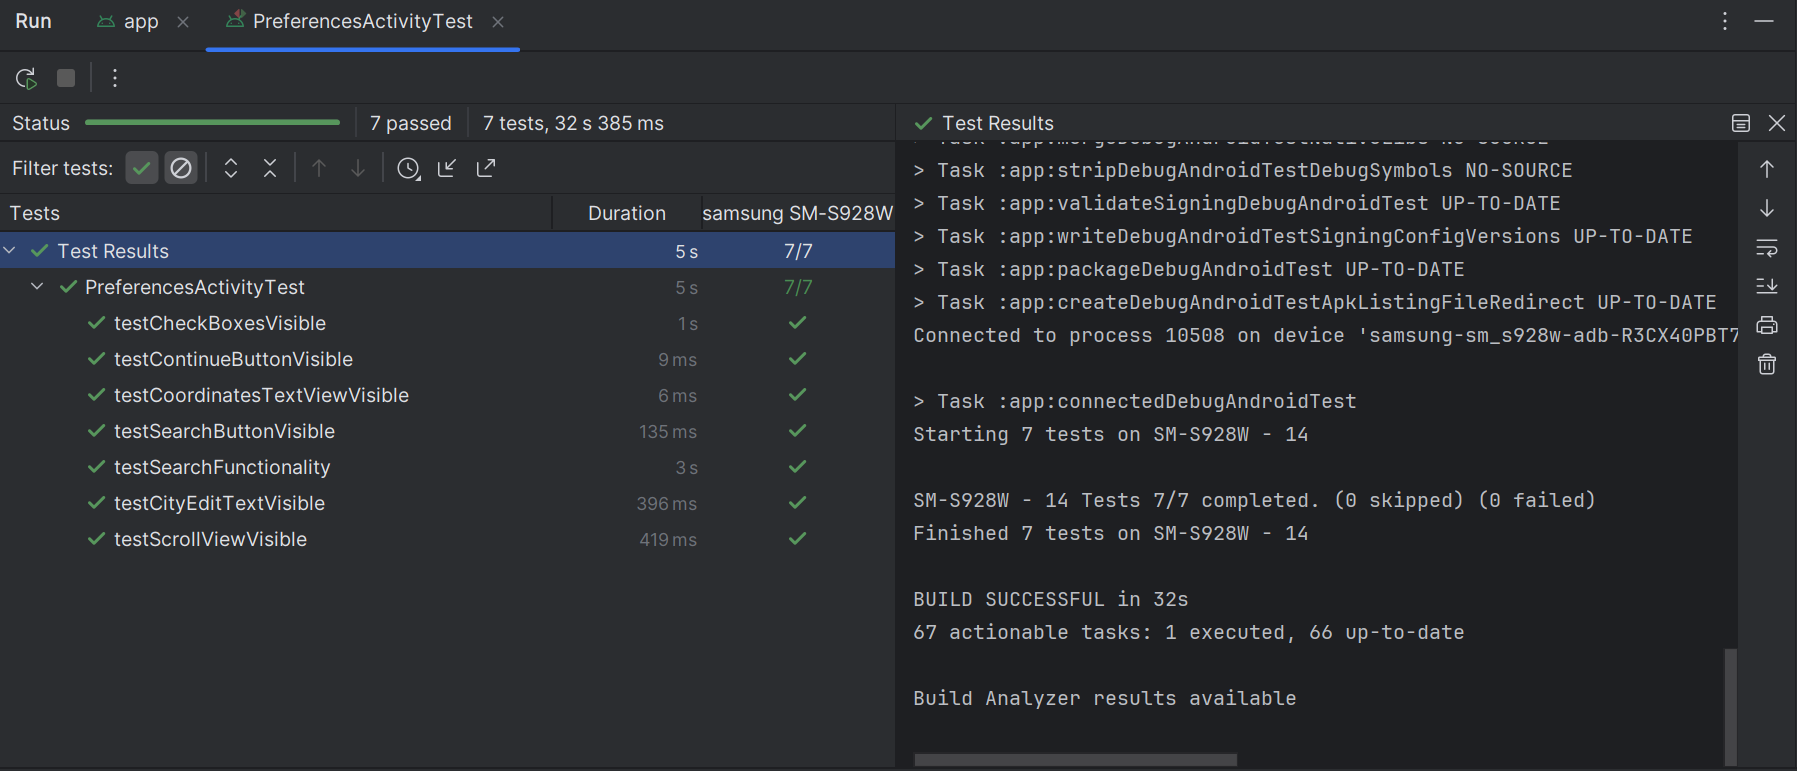 Run app PreferencesActivityTest
Status 7 passed 7 tests, 32 s 385 ms
Filter tests:
Tests Duration samsung SM-S928W
Test Results 5 s 7/7
PreferencesActivityTest 5 s 7/7
testCheckBoxesVisible 1 s
testContinueButtonVisible 9 ms
testCoordinatesTextViewVisible 6 ms
testSearchButtonVisible 135 ms
testSearchFunctionality 3 s
testCityEditTextVisible 396 ms
testScrollViewVisible 419 ms
Test Results
> Task :app:stripDebugAndroidTestDebugSymbols NO-SOURCE
> Task :app:validateSigningDebugAndroidTest UP-TO-DATE
> Task :app:writeDebugAndroidTestSigningConfigVersions UP-TO-DATE
> Task :app:packageDebugAndroidTest UP-TO-DATE
> Task :app:createDebugAndroidTestApkListingFileRedirect UP-TO-DATE
Connected to process 10508 on device 'samsung-sm_s928w-adb-R3CX40PBT7
> Task :app:connectedDebugAndroidTest
Starting 7 tests on SM-S928W - 14
SM-S928W - 14 Tests 7/7 completed. (0 skipped) (0 failed)
Finished 7 tests on SM-S928W - 14
BUILD SUCCESSFUL in 32s
67 actionable tasks: 1 executed, 66 up-to-date
Build Analyzer results available